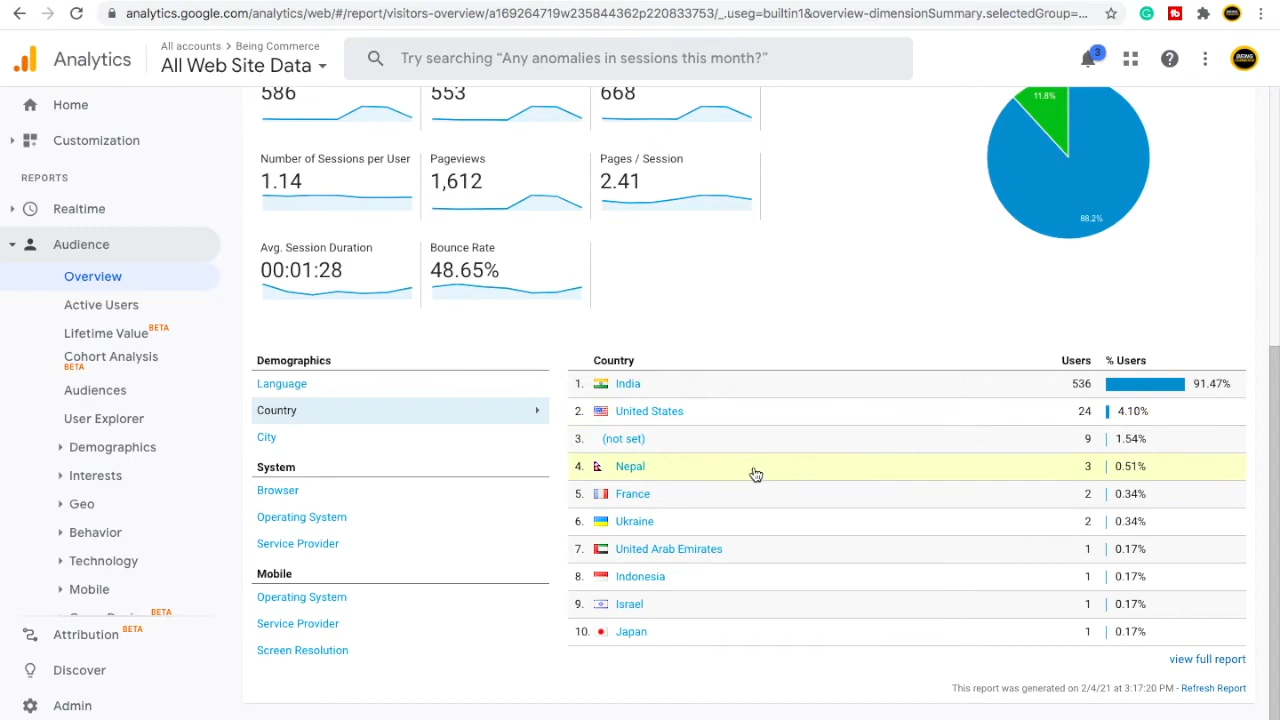 analytics.google.com/analytics/web/#/report/visitors-overview/a169264719w235844362p220833753/_.useg=builtin1&overview-dimensionSummary.selectedGroup=...
Analytics
All accounts > Being Commerce
All Web Site Data
Try searching “Any anomalies in sessions this month?”
3
Home
Customization
REPORTS
Realtime
Audience
Overview
Active Users
Lifetime Value BETA
Cohort Analysis
BETA
Audiences
User Explorer
Demographics
Interests
Geo
Behavior
Technology
Mobile
BETA
Attribution BETA
Discover
Admin
586 553 668
11.8%
88.2%
Number of Sessions per User Pageviews Pages / Session
1.14 1,612 2.41
Avg. Session Duration Bounce Rate
00:01:28 48.65%
Demographics
Language
Country
City
System
Browser
Operating System
Service Provider
Mobile
Operating System
Service Provider
Screen Resolution
Country Users % Users
1. India 536 91.47%
2. United States 24 4.10%
3. (not set) 9 1.54%
4. Nepal 3 0.51%
5. France 2 0.34%
6. Ukraine 2 0.34%
7. United Arab Emirates 1 0.17%
8. Indonesia 1 0.17%
9. Israel 1 0.17%
10. Japan 1 0.17%
view full report
This report was generated on 2/4/21 at 3:17:20 PM - Refresh Report